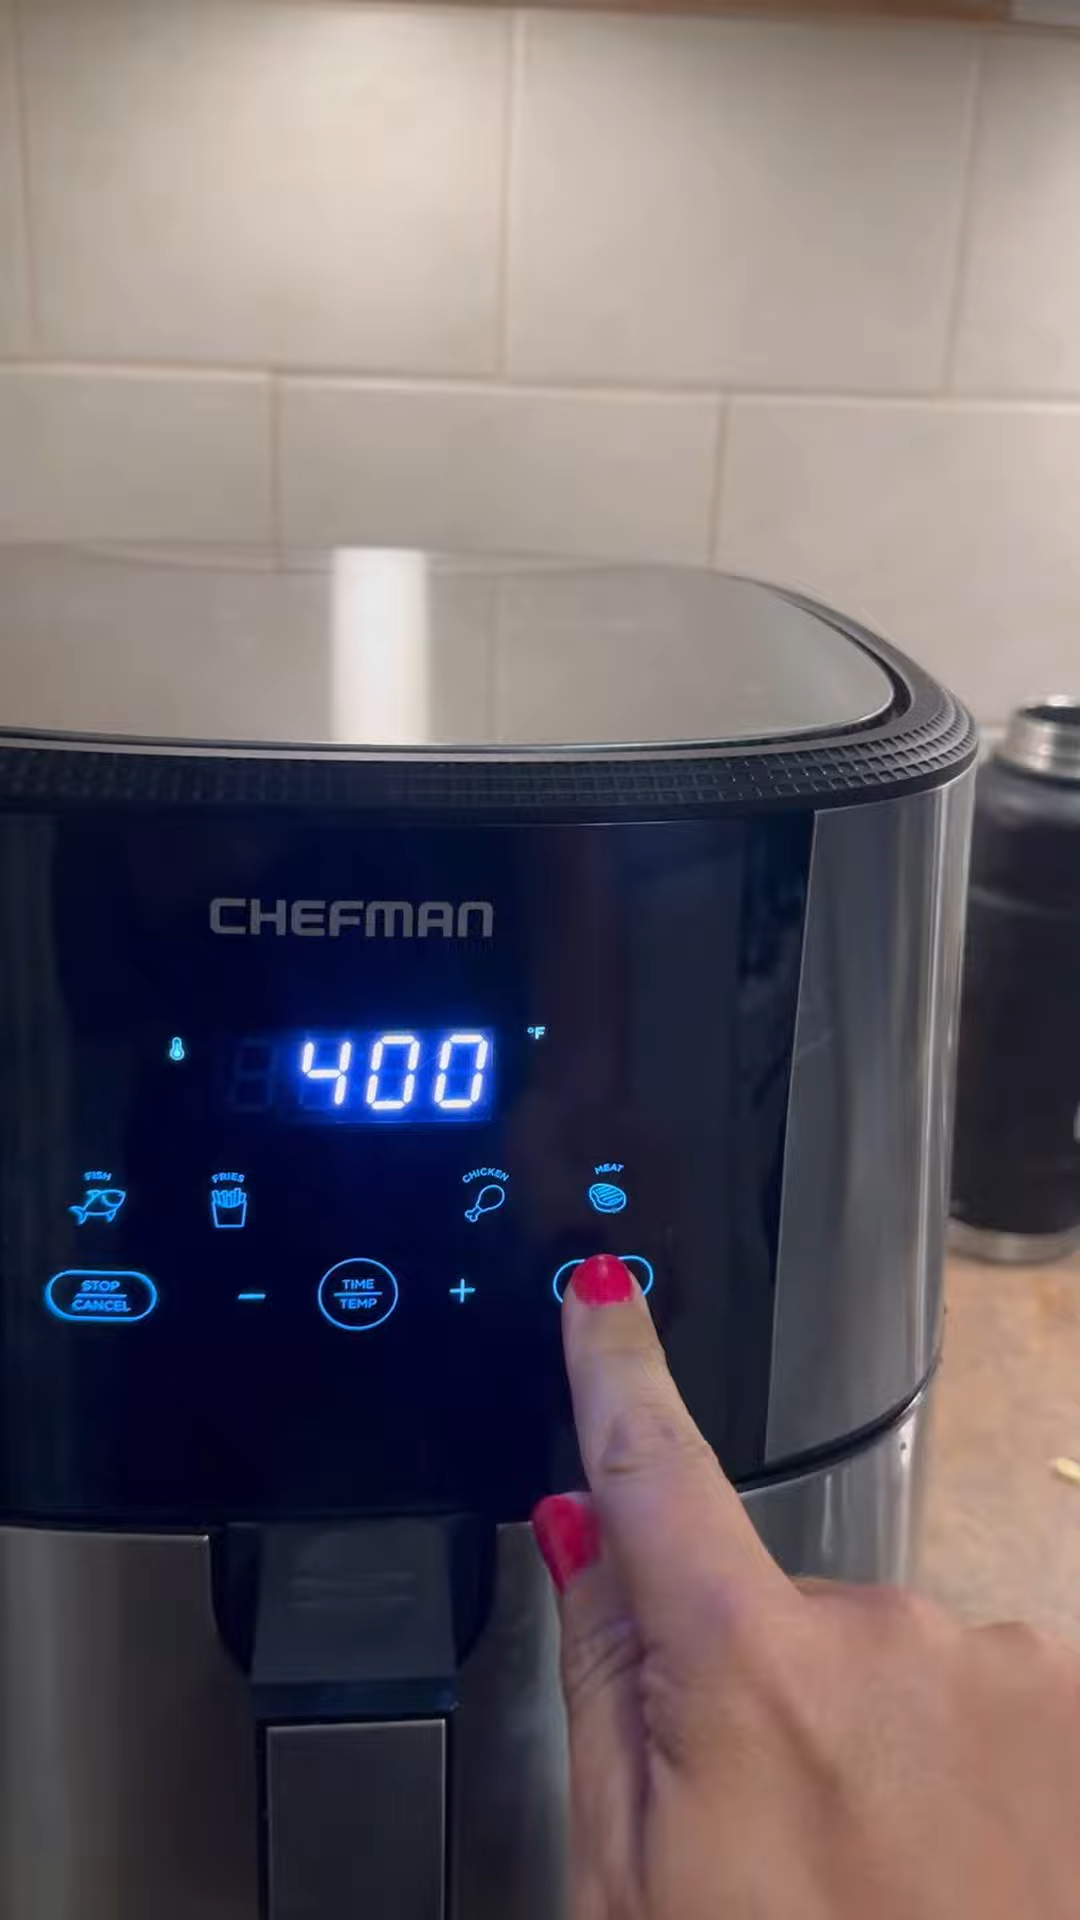 CHEFMAN
400 °F
FISH FRIES CHICKEN MEAT
STOP
CANCEL
-
TIME
TEMP
+